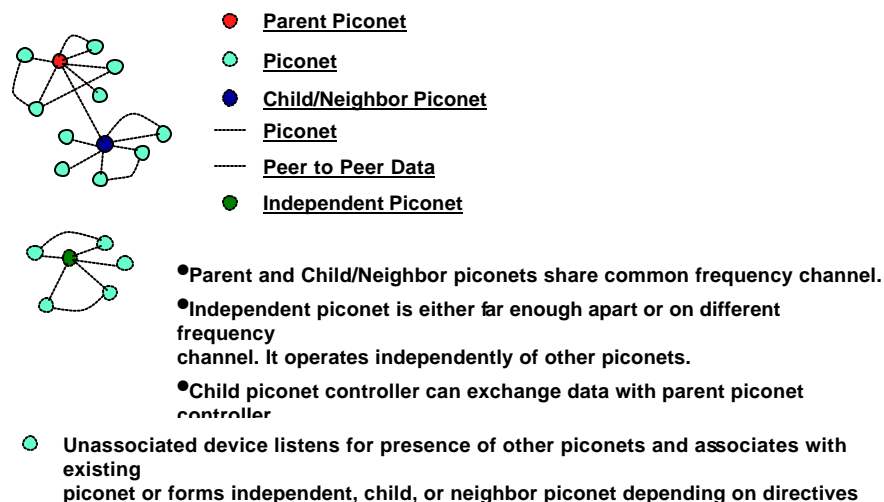 Parent Piconet
Piconet
Child/Neighbor Piconet
Piconet
Peer to Peer Data
Independent Piconet
•Parent and Child/Neighbor piconets share common frequency channel.
•Independent piconet is either far enough apart or on different
frequency
channel. It operates independently of other piconets.
•Child piconet controller can exchange data with parent piconet
controller
Unassociated device listens for presence of other piconets and associates with
existing
piconet or forms independent, child, or neighbor piconet depending on directives